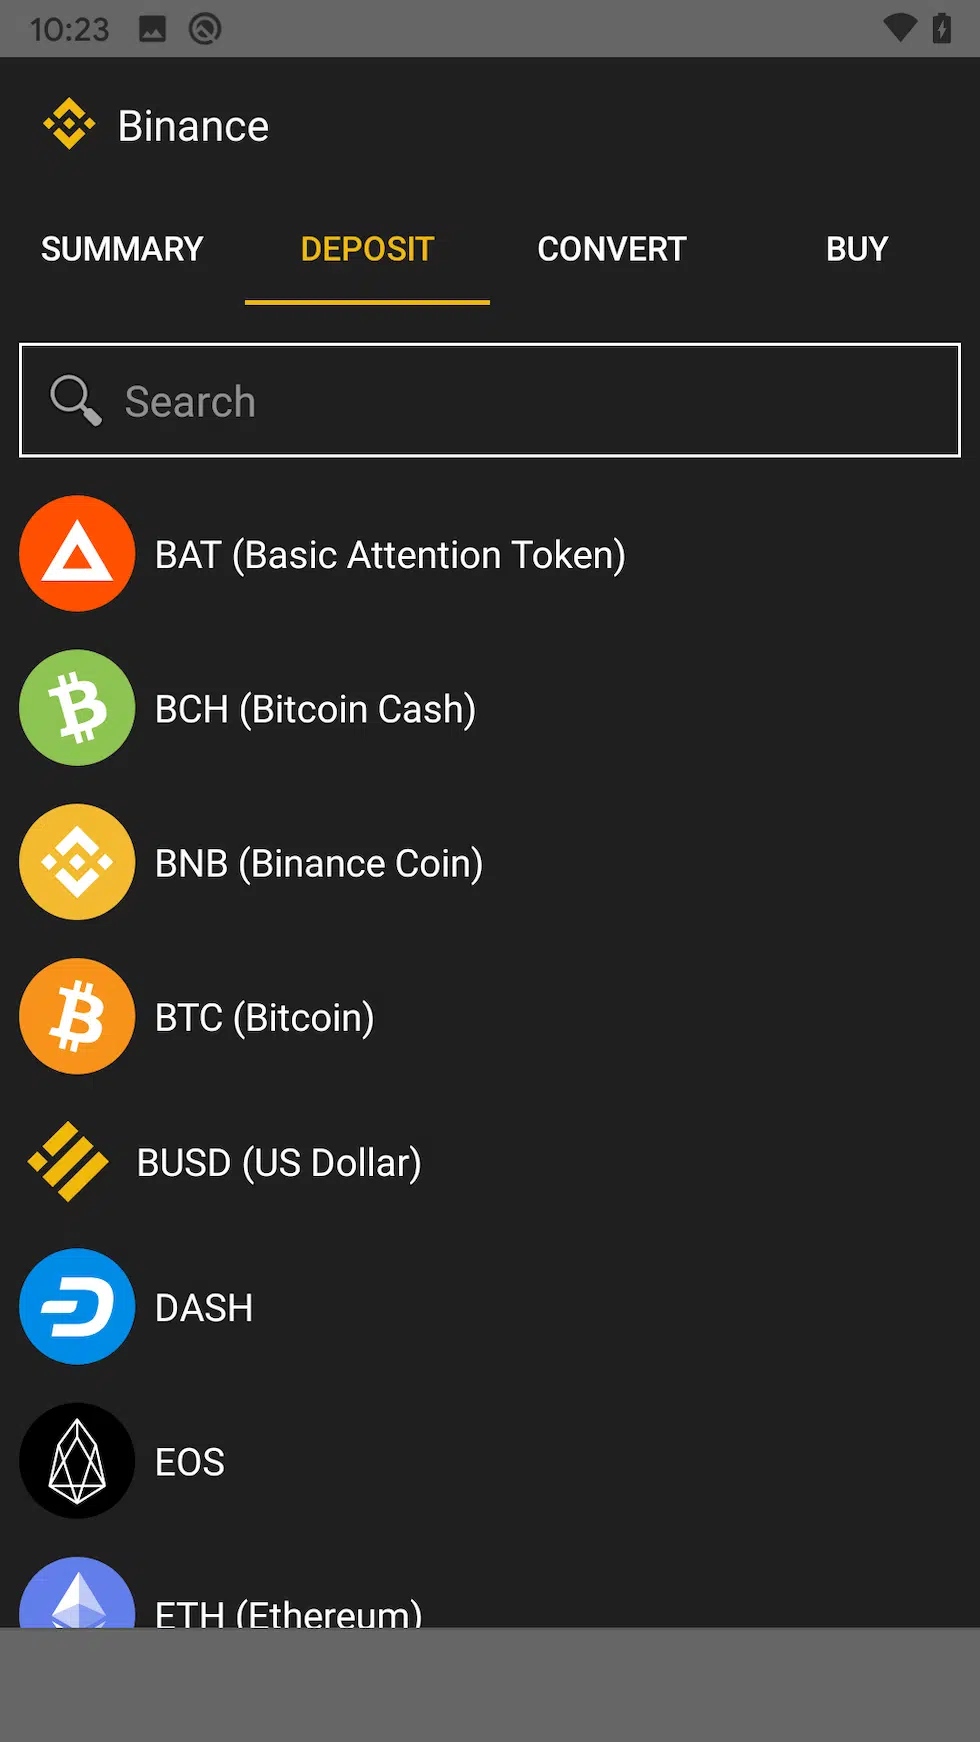 10:23
Binance
SUMMARY DEPOSIT CONVERT BUY
Search
BAT (Basic Attention Token)
BCH (Bitcoin Cash)
BNB (Binance Coin)
BTC (Bitcoin)
BUSD (US Dollar)
DASH
EOS
ETH (Ethereum)